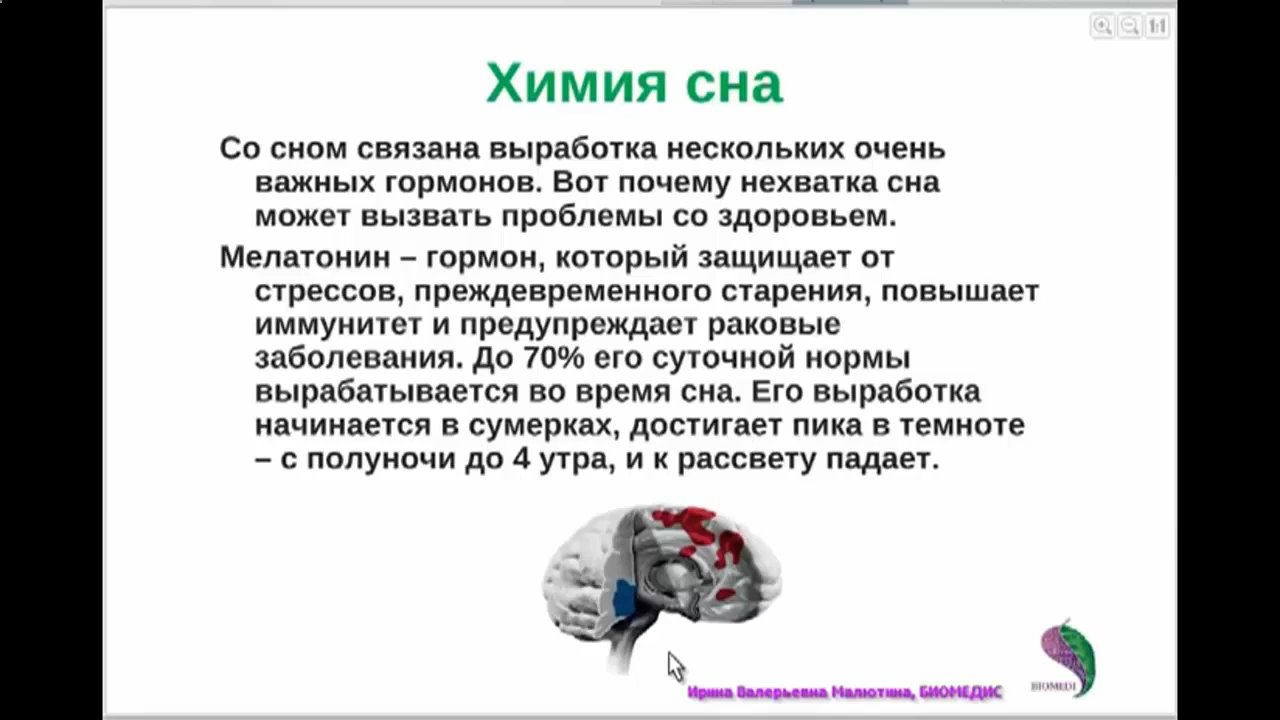 Химия сна
Со сном связана выработка нескольких очень
важных гормонов. Вот почему нехватка сна
может вызвать проблемы со здоровьем.
Мелатонин – гормон, который защищает от
стрессов, преждевременного старения, повышает
иммунитет и предупреждает раковые
заболевания. До 70% его суточной нормы
вырабатывается во время сна. Его выработка
начинается в сумерках, достигает пика в темноте
– с полуночи до 4 утра, и к рассвету падает.
BIOMEDI
Ирина Валерьевна Малютина, БИОМЕДИС
1:1